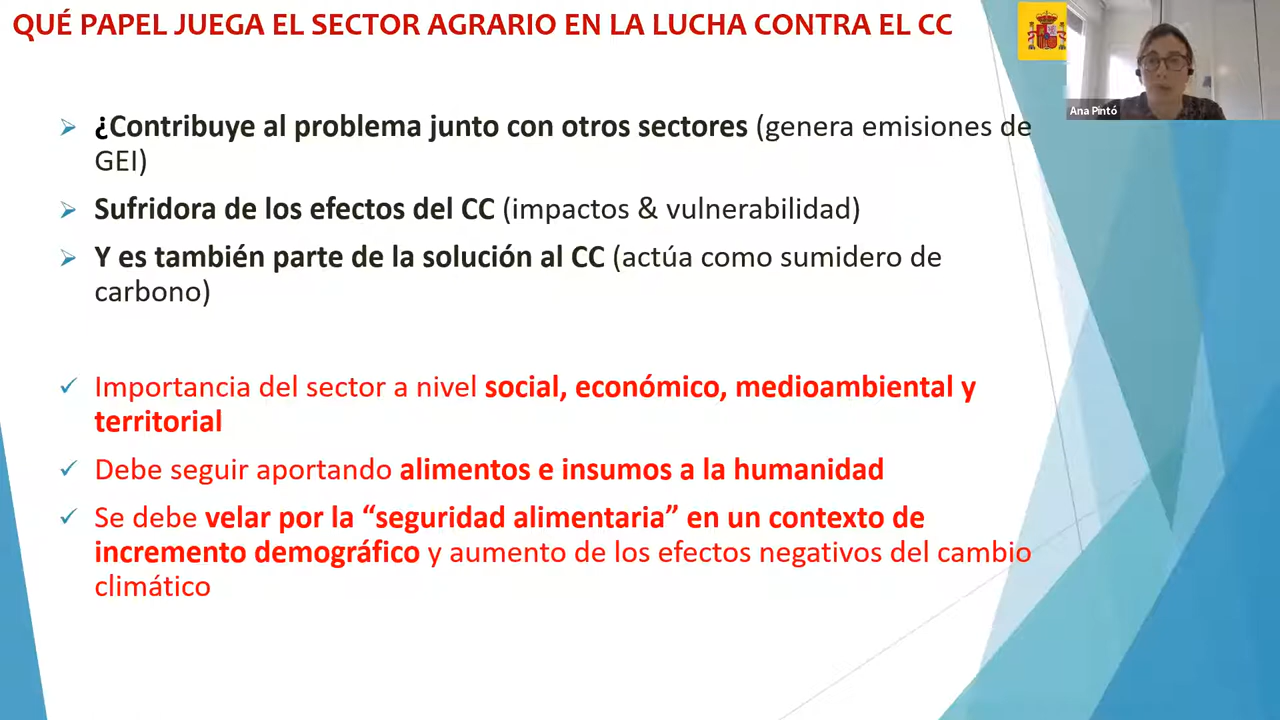 QUÉ PAPEL JUEGA EL SECTOR AGRARIO EN LA LUCHA CONTRA EL CC
Ana Pintó
¿Contribuye al problema junto con otros sectores (genera emisiones de
GEI)
Sufridora de los efectos del CC (impactos & vulnerabilidad)
Y es también parte de la solución al CC (actúa como sumidero de
carbono)
Importancia del sector a nivel social, económico, medioambiental y
territorial
Debe seguir aportando alimentos e insumos a la humanidad
Se debe velar por la “seguridad alimentaria” en un contexto de
incremento demográfico y aumento de los efectos negativos del cambio
climático